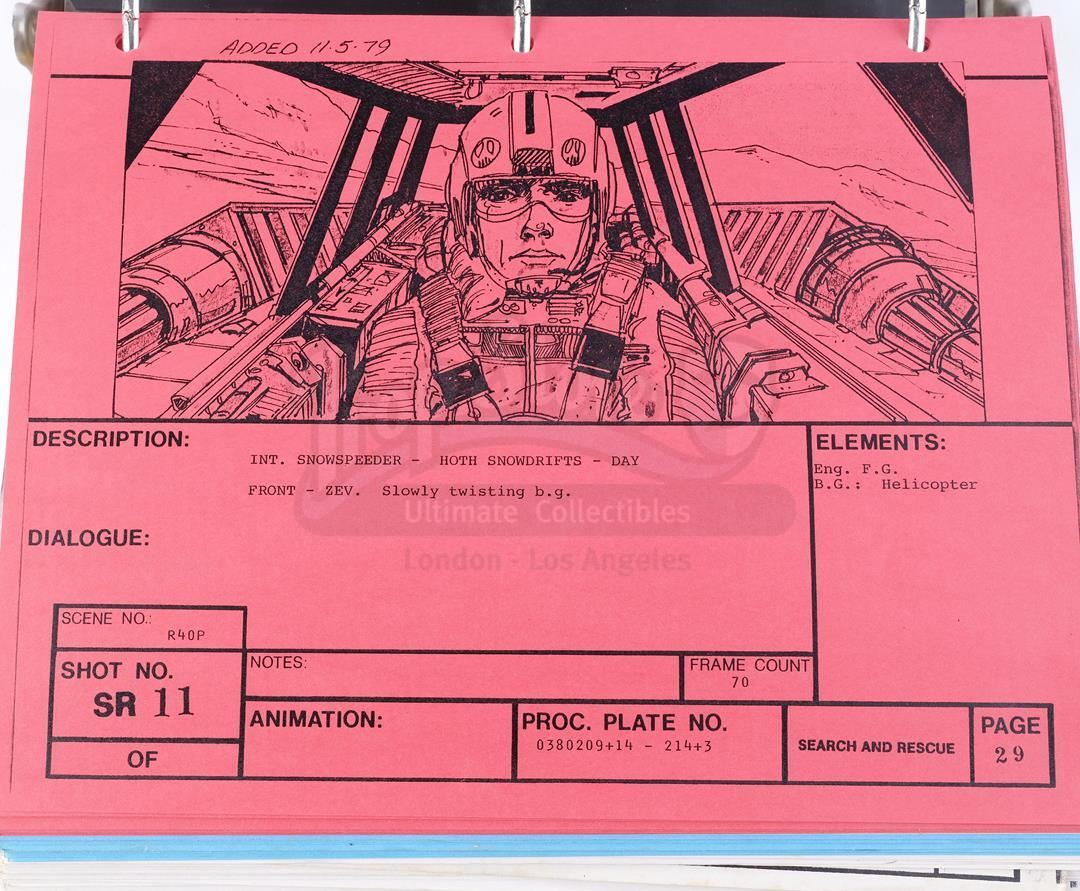 ADDED 11·5·79
DESCRIPTION:
INT. SNOWSPEEDER - HOTH SNOWDRIFTS - DAY
FRONT - ZEV. Slowly twisting b.g.
ELEMENTS:
Eng. F.G.
B.G.: Helicopter
Ultimate Collectibles
London - Los Angeles
DIALOGUE:
SCENE NO.:
R40P
SHOT NO.
SR 11
OF
NOTES:
FRAME COUNT
70
ANIMATION:
PROC. PLATE NO.
0380209+14 - 214+3
SEARCH AND RESCUE
PAGE
29